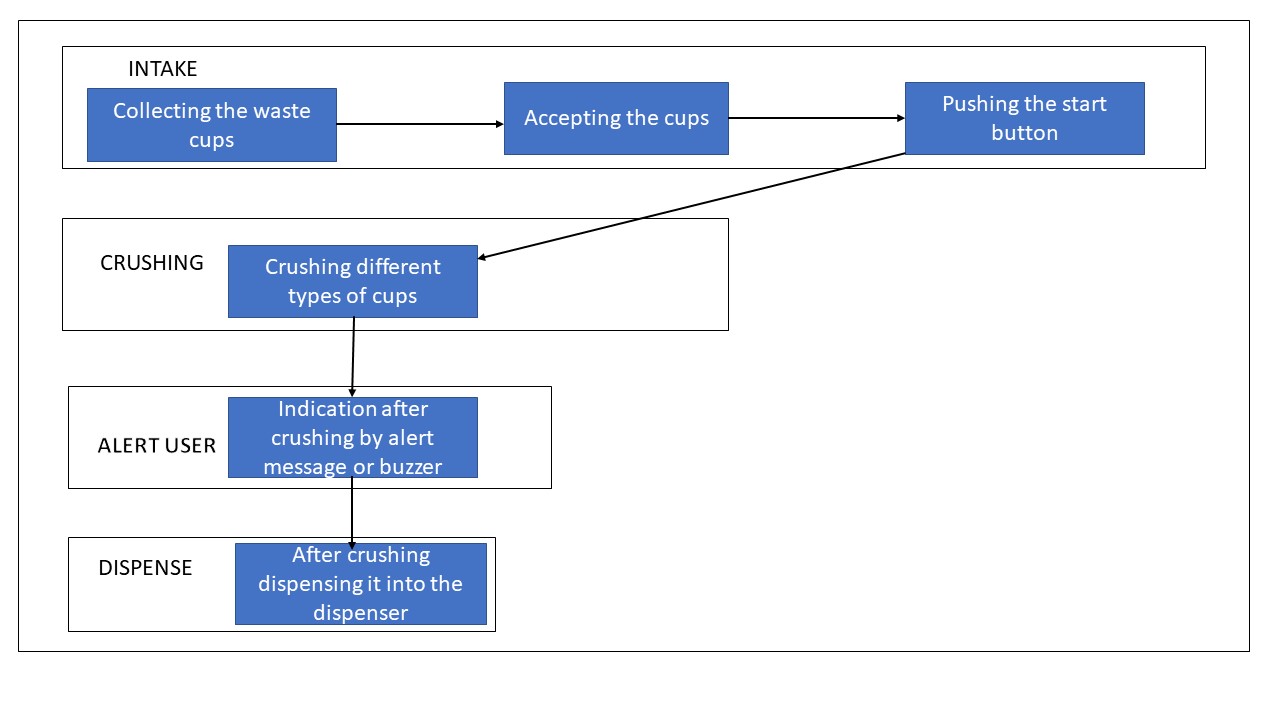 INTAKE
Collecting the waste
cups
Accepting the cups
Pushing the start
button
CRUSHING
Crushing different
types of cups
ALERT USER
Indication after
crushing by alert
message or buzzer
DISPENSE
After crushing
dispensing it into the
dispenser